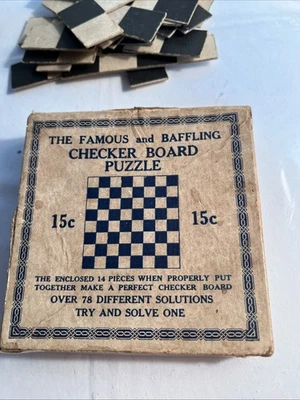 THE FAMOUS and BAFFLING
CHECKER BOARD
PUZZLE
15c 15c
THE ENCLOSED 14 PIECES WHEN PROPERLY PUT
TOGETHER MAKE A PERFECT CHECKER BOARD
OVER 78 DIFFERENT SOLUTIONS
TRY AND SOLVE ONE